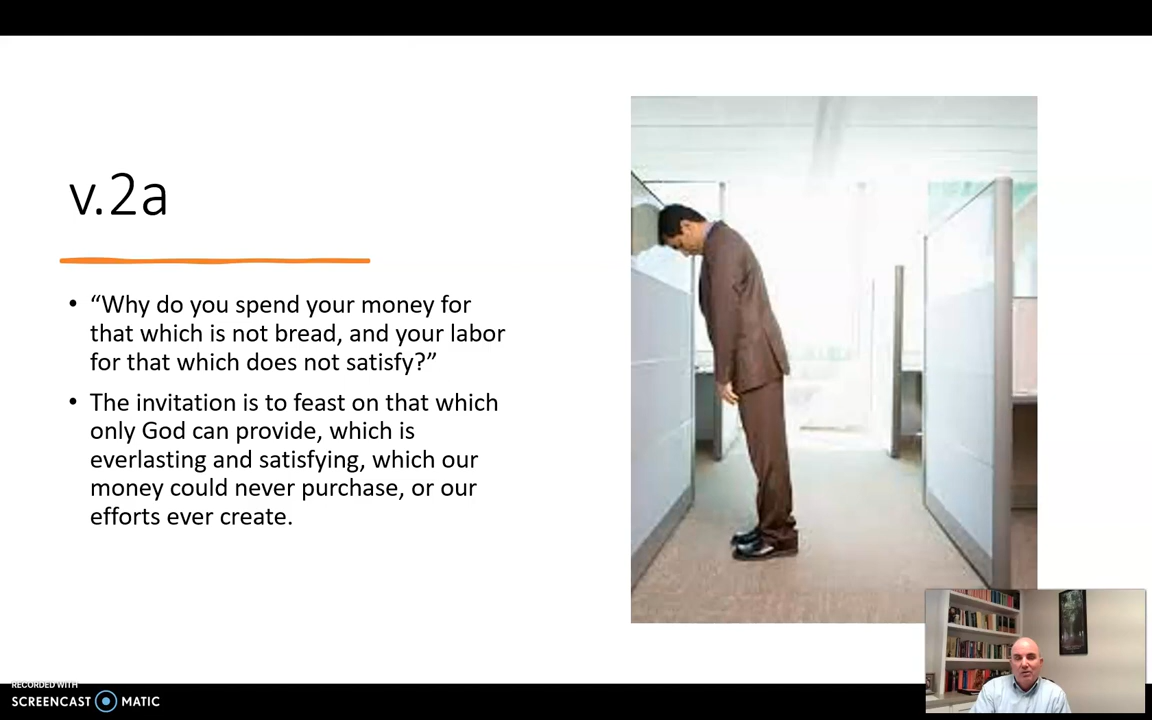 v.2a
• “Why do you spend your money for
that which is not bread, and your labor
for that which does not satisfy?”
• The invitation is to feast on that which
only God can provide, which is
everlasting and satisfying, which our
money could never purchase, or our
efforts ever create.
RECORDED WITH
SCREENCAST MATIC